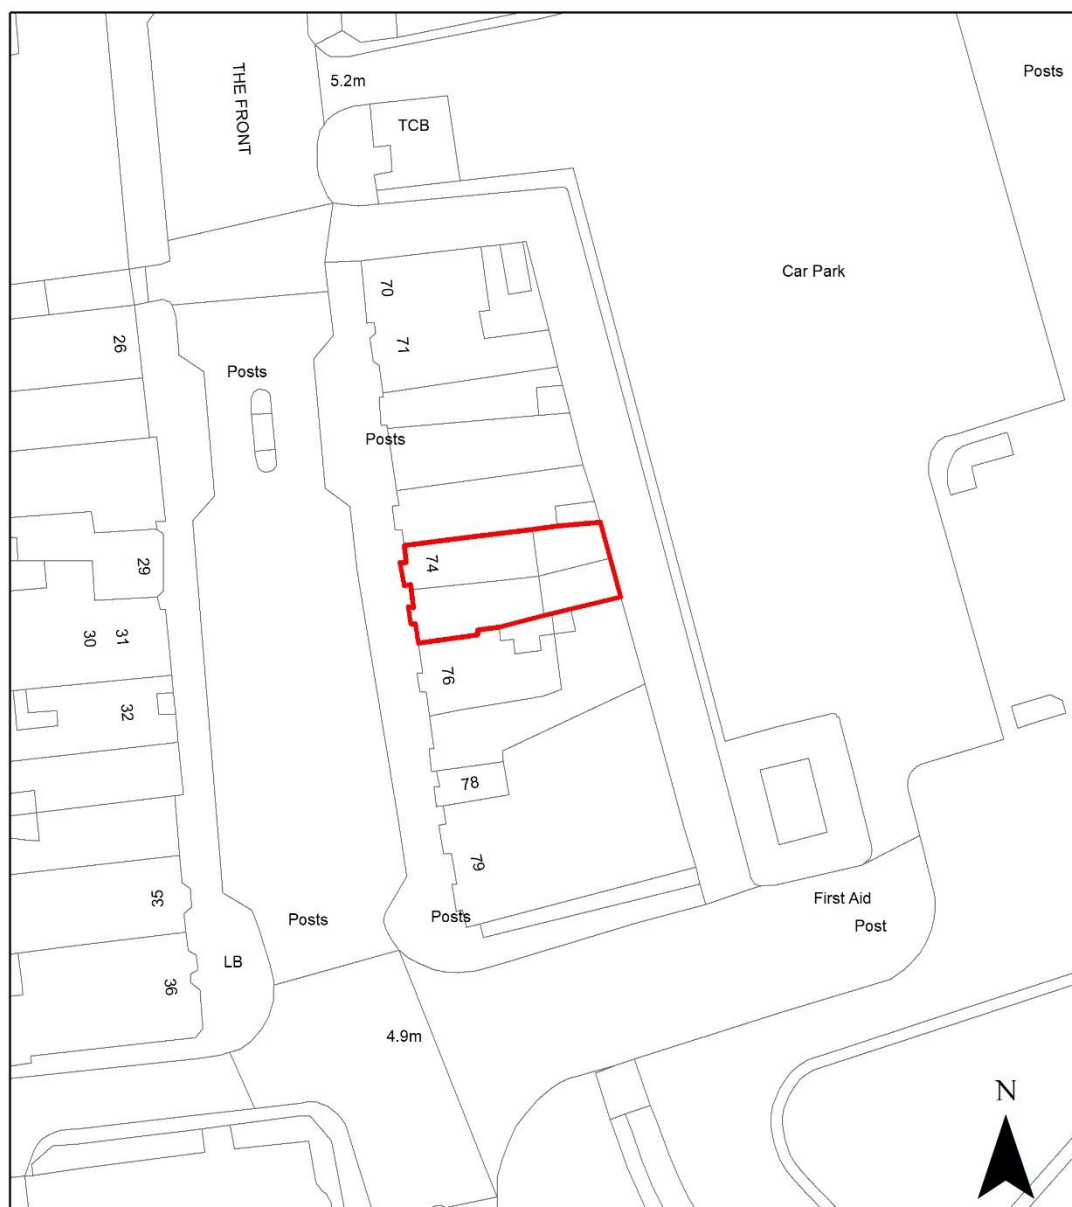 THE FRONT
5.2m
Posts
TCB
Car Park
70
26
71
Posts
Posts
74
29
30
31
76
32
78
79
35
First Aid
Post
Posts
Posts
LB
36
4.9m
N